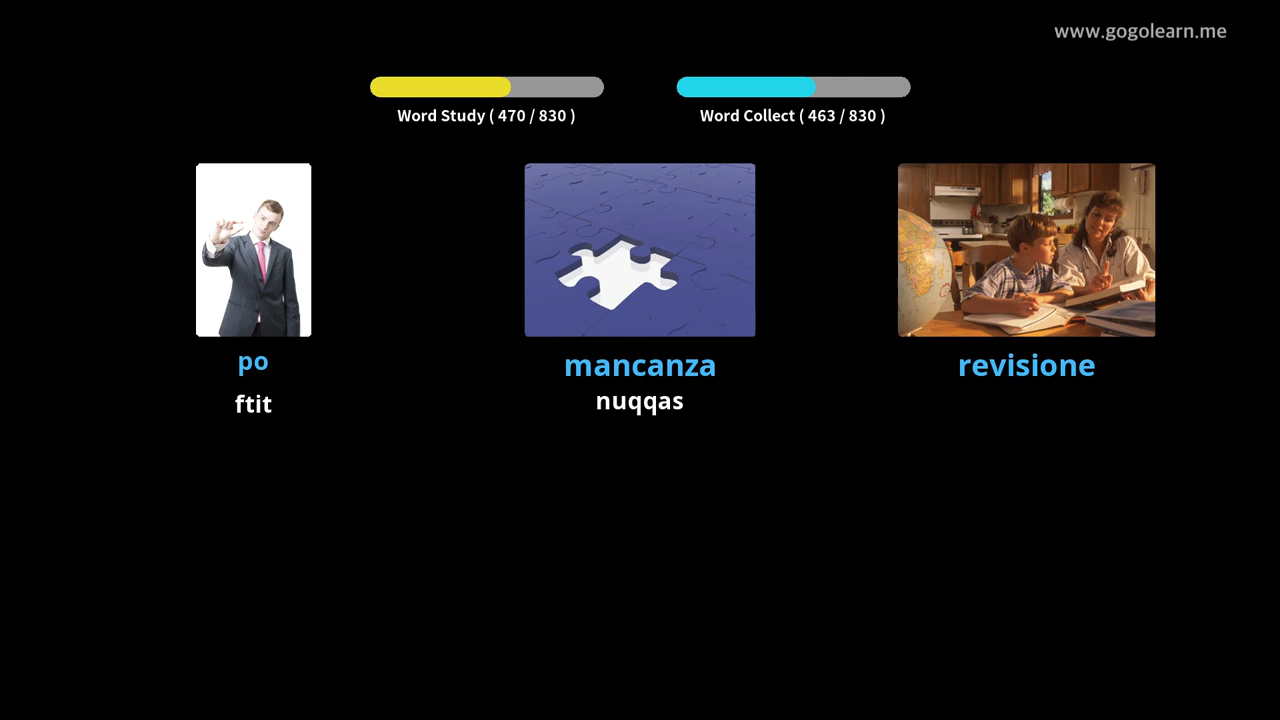 www.gogolearn.me
Word Study ( 470 / 830 )
Word Collect ( 463 / 830 )
po
ftit
mancanza
nuqqas
revisione